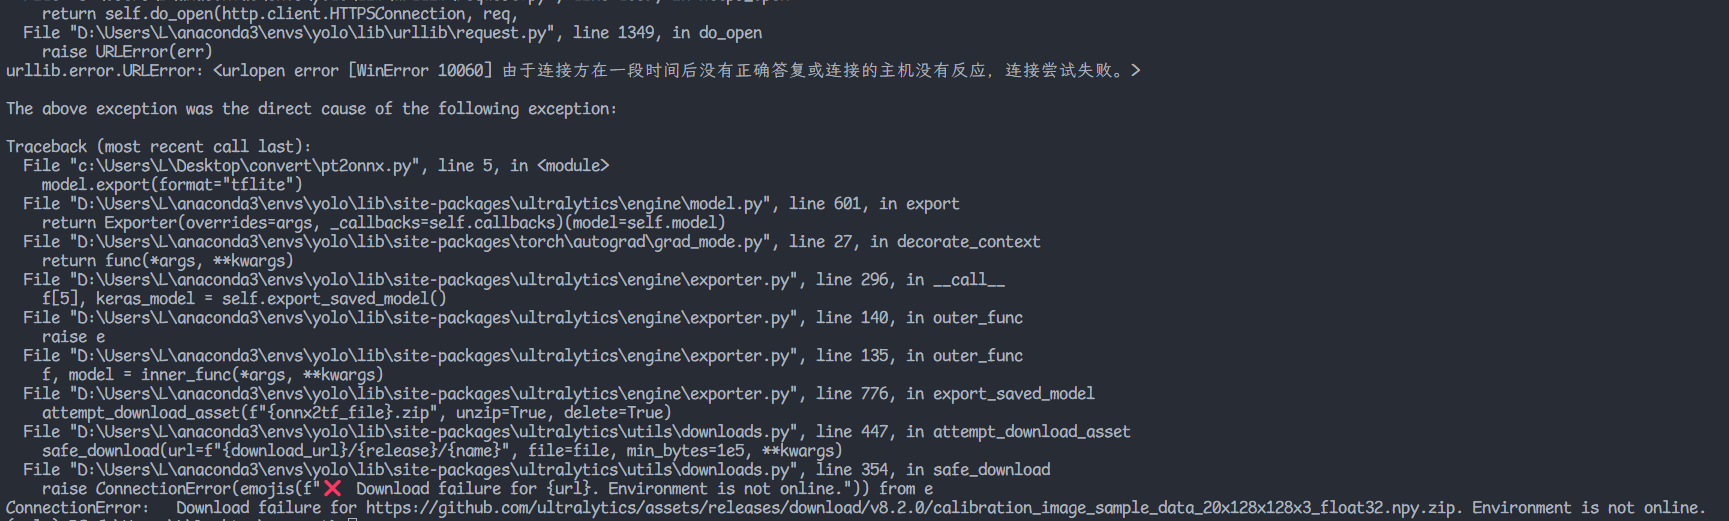 return self.do_open(http.client.HTTPSConnection, req,
File "D:\Users\L\anaconda3\envs\yolo\lib\urllib\request.py", line 1349, in do_open
raise URLError(err)
urllib.error.URLError: <urlopen error [WinError 10060] 由于连接方在一段时间后没有正确答复或连接的主机没有反应，连接尝试失败。>
The above exception was the direct cause of the following exception:
Traceback (most recent call last):
File "c:\Users\L\Desktop\convert\pt2onnx.py", line 5, in <module>
model.export(format="tflite")
File "D:\Users\L\anaconda3\envs\yolo\lib\site-packages\ultralytics\engine\model.py", line 601, in export
return Exporter(overrides=args, _callbacks=self.callbacks)(model=self.model)
File "D:\Users\L\anaconda3\envs\yolo\lib\site-packages\torch\autograd\grad_mode.py", line 27, in decorate_context
return func(*args, **kwargs)
File "D:\Users\L\anaconda3\envs\yolo\lib\site-packages\ultralytics\engine\exporter.py", line 296, in __call__
f[5], keras_model = self.export_saved_model()
File "D:\Users\L\anaconda3\envs\yolo\lib\site-packages\ultralytics\engine\exporter.py", line 140, in outer_func
raise e
File "D:\Users\L\anaconda3\envs\yolo\lib\site-packages\ultralytics\engine\exporter.py", line 135, in outer_func
f, model = inner_func(*args, **kwargs)
File "D:\Users\L\anaconda3\envs\yolo\lib\site-packages\ultralytics\engine\exporter.py", line 776, in export_saved_model
attempt_download_asset(f"{onnx2tf_file}.zip", unzip=True, delete=True)
File "D:\Users\L\anaconda3\envs\yolo\lib\site-packages\ultralytics\utils\downloads.py", line 447, in attempt_download_asset
safe_download(url=f"{download_url}/{release}/{name}", file=file, min_bytes=1e5, **kwargs)
File "D:\Users\L\anaconda3\envs\yolo\lib\site-packages\ultralytics\utils\downloads.py", line 354, in safe_download
raise ConnectionError(emojis(f"❌ Download failure for {url}. Environment is not online.")) from e
ConnectionError:  Download failure for https://github.com/ultralytics/assets/releases/download/v8.2.0/calibration_image_sample_data_20x128x128x3_float32.npy.zip. Environment is not online.